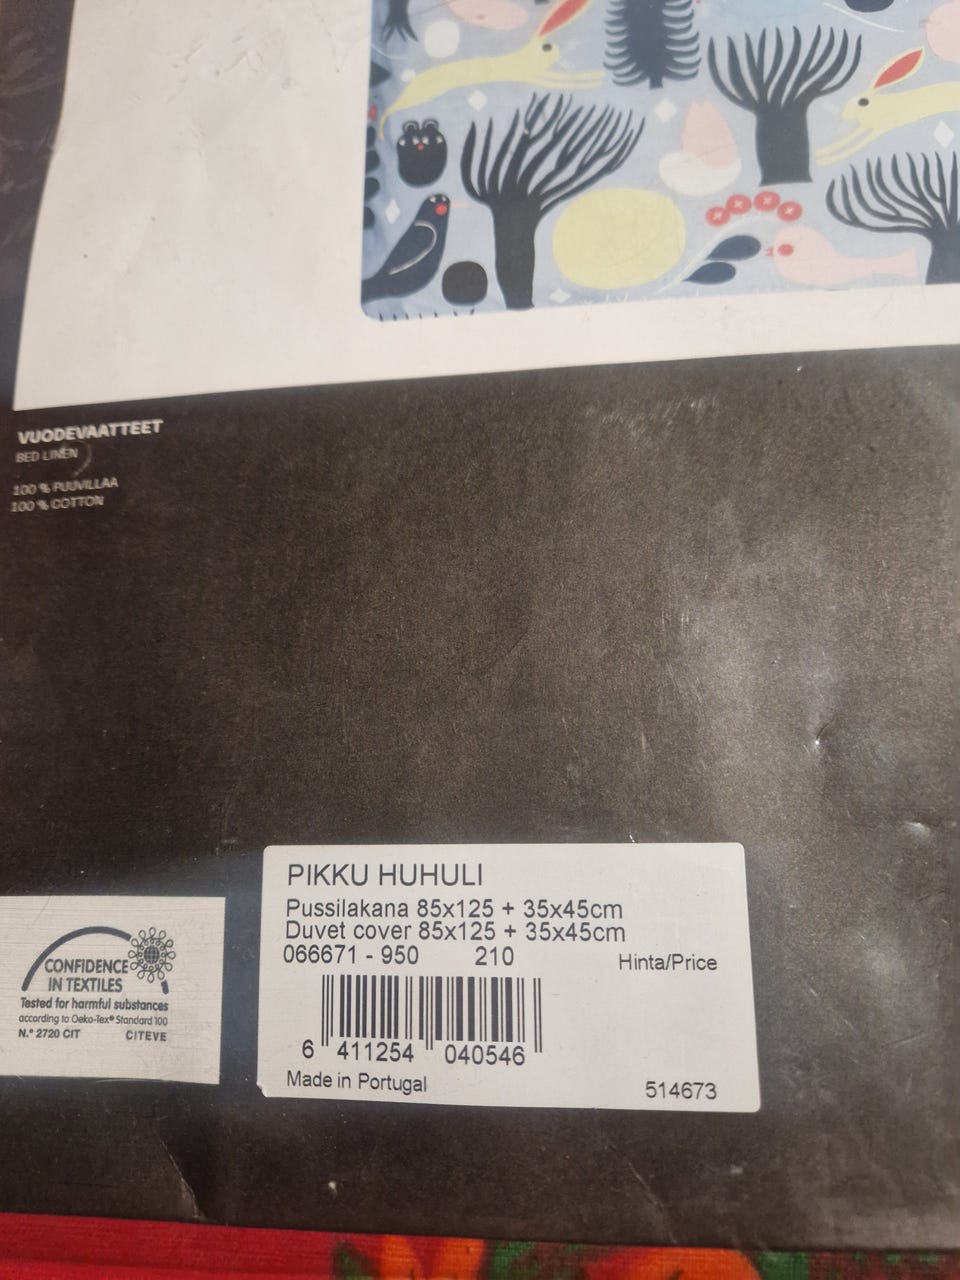 VUODEVAATTEET
BED LINEN
100 % PUUVILLAA
100 % COTTON
PIKKU HUHULI
Pussilakana 85x125 + 35x45cm
Duvet cover 85x125 + 35x45cm
066671 - 950 210 Hinta/Price
6 411254 040546
Made in Portugal 514673
CONFIDENCE
IN TEXTILES
Tested for harmful substances
according to Oeko-Tex® Standard 100
N.º 2720 CIT CITEVE